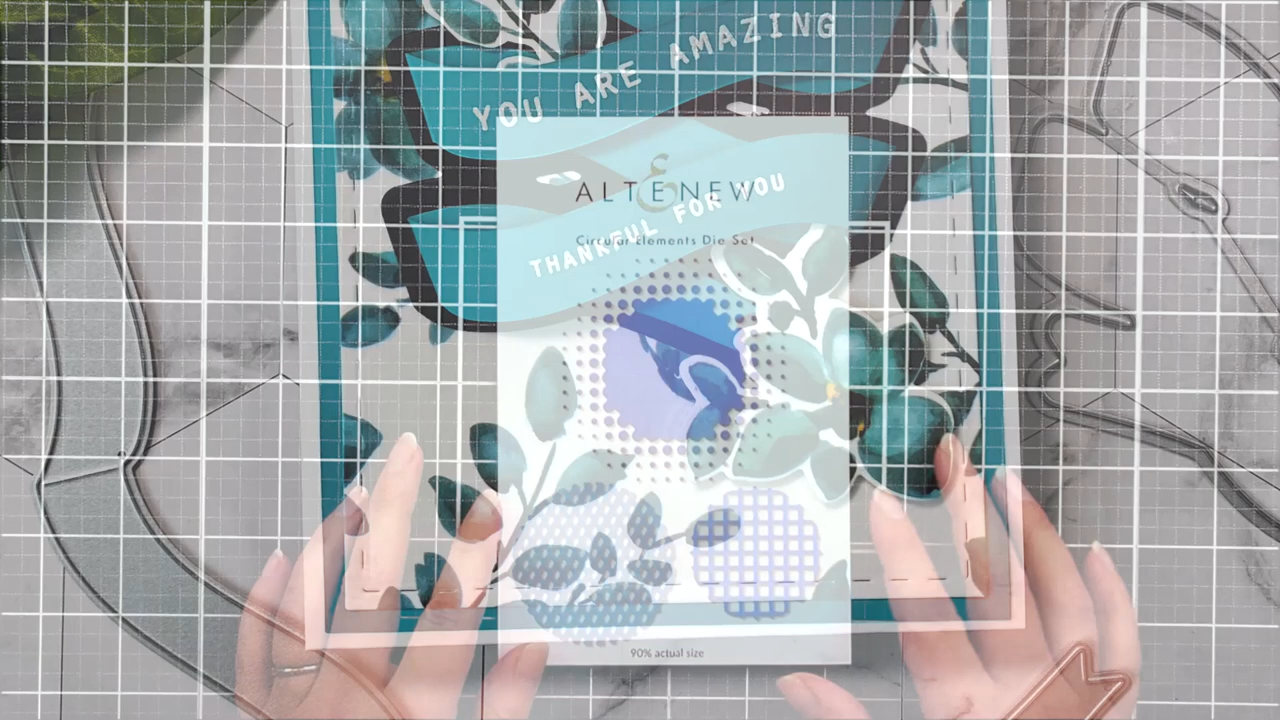 YOU ARE AMAZING
ALTENEW
THANKFUL FOR YOU
Circular Elements Die Set
90% actual size